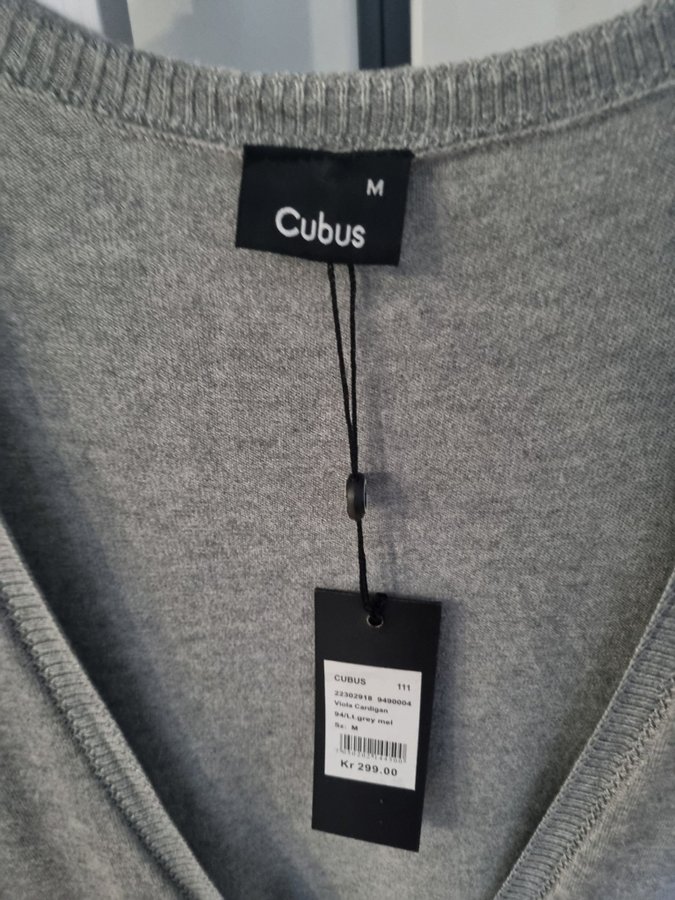 M
Cubus
CUBUS 111
22302918 9490004
Viola Cardigan
94/Lt.grey mel
Sz: M
Kr 299.00